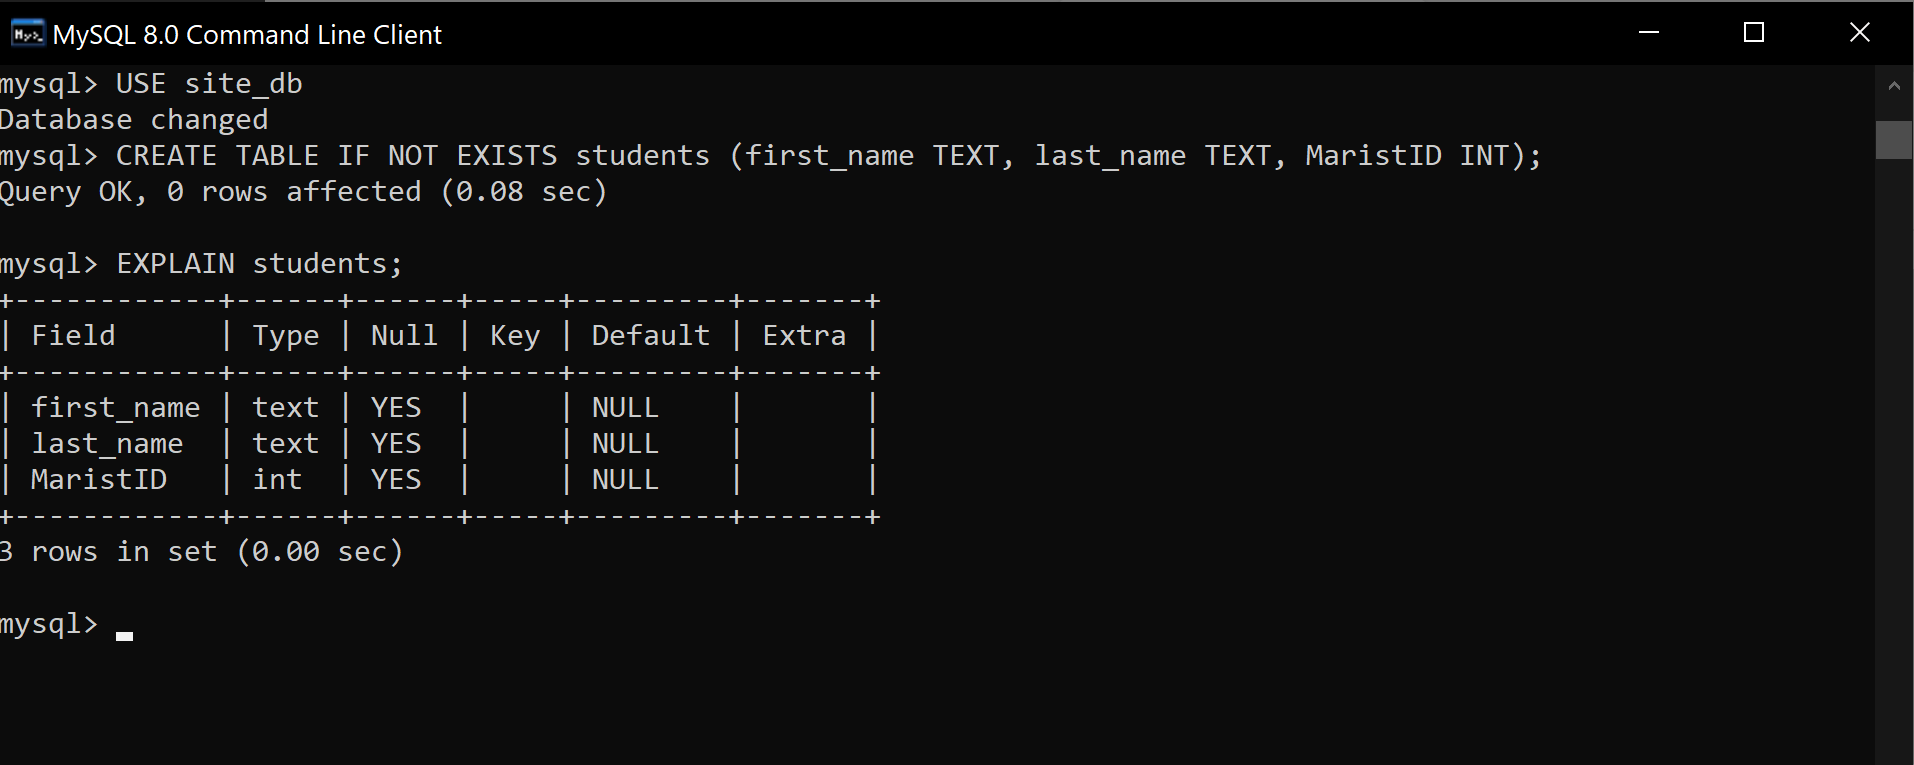 MySQL 8.0 Command Line Client
mysql> USE site_db
Database changed
mysql> CREATE TABLE IF NOT EXISTS students (first_name TEXT, last_name TEXT, MaristID INT);
Query OK, 0 rows affected (0.08 sec)
mysql> EXPLAIN students;
+------------+------+------+-----+---------+-------+
| Field      | Type | Null | Key | Default | Extra |
+------------+------+------+-----+---------+-------+
| first_name | text | YES  |     | NULL    |       |
| last_name  | text | YES  |     | NULL    |       |
| MaristID   | int  | YES  |     | NULL    |       |
+------------+------+------+-----+---------+-------+
3 rows in set (0.00 sec)
mysql>